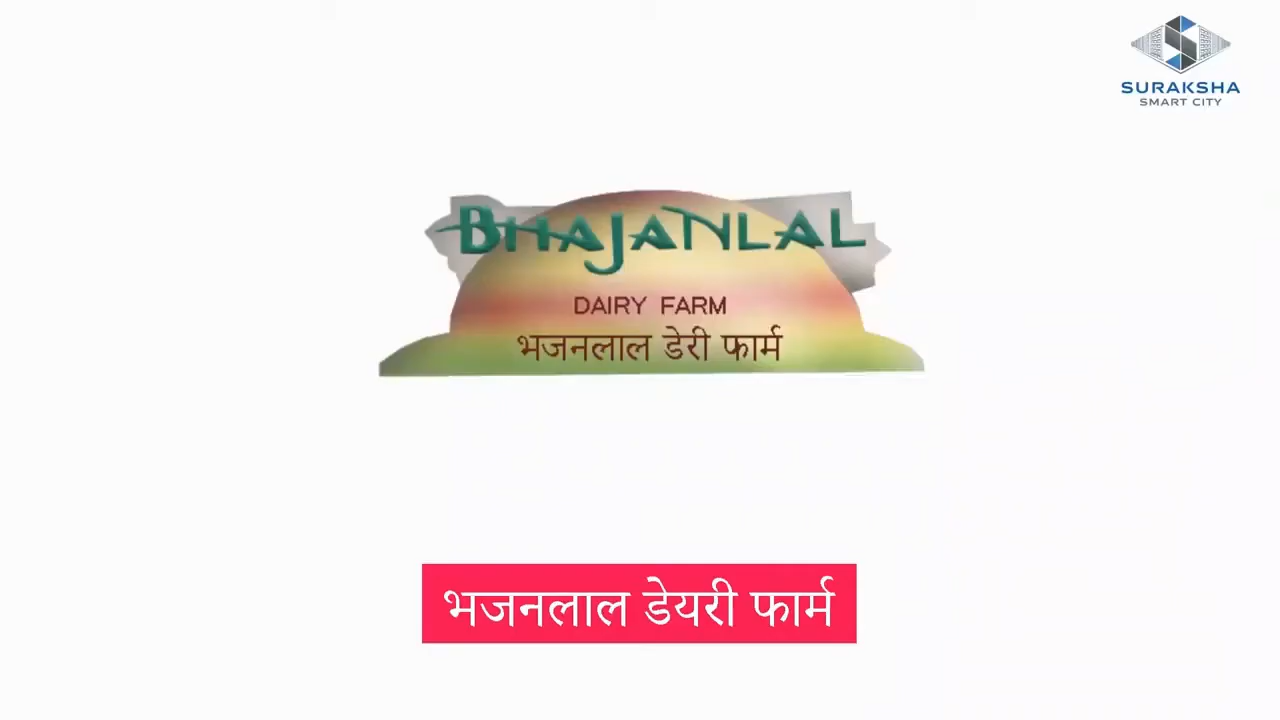 SURAKSHA
SMART CITY
BHAJANLAL
DAIRY FARM
भजनलाल डेरी फार्म
भजनलाल डेयरी फार्म